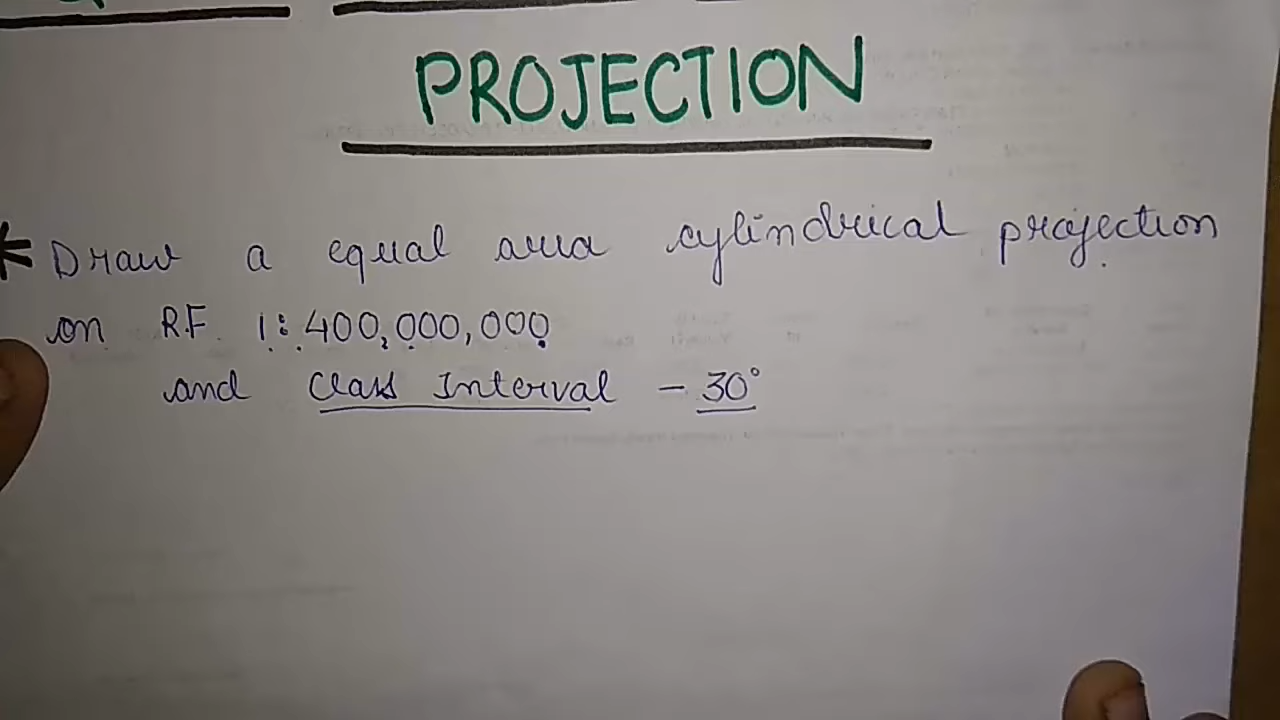 PROJECTION
* Draw a equal area cylindrical projection
on R.F. 1:400,000,000
and Class Interval - 30°